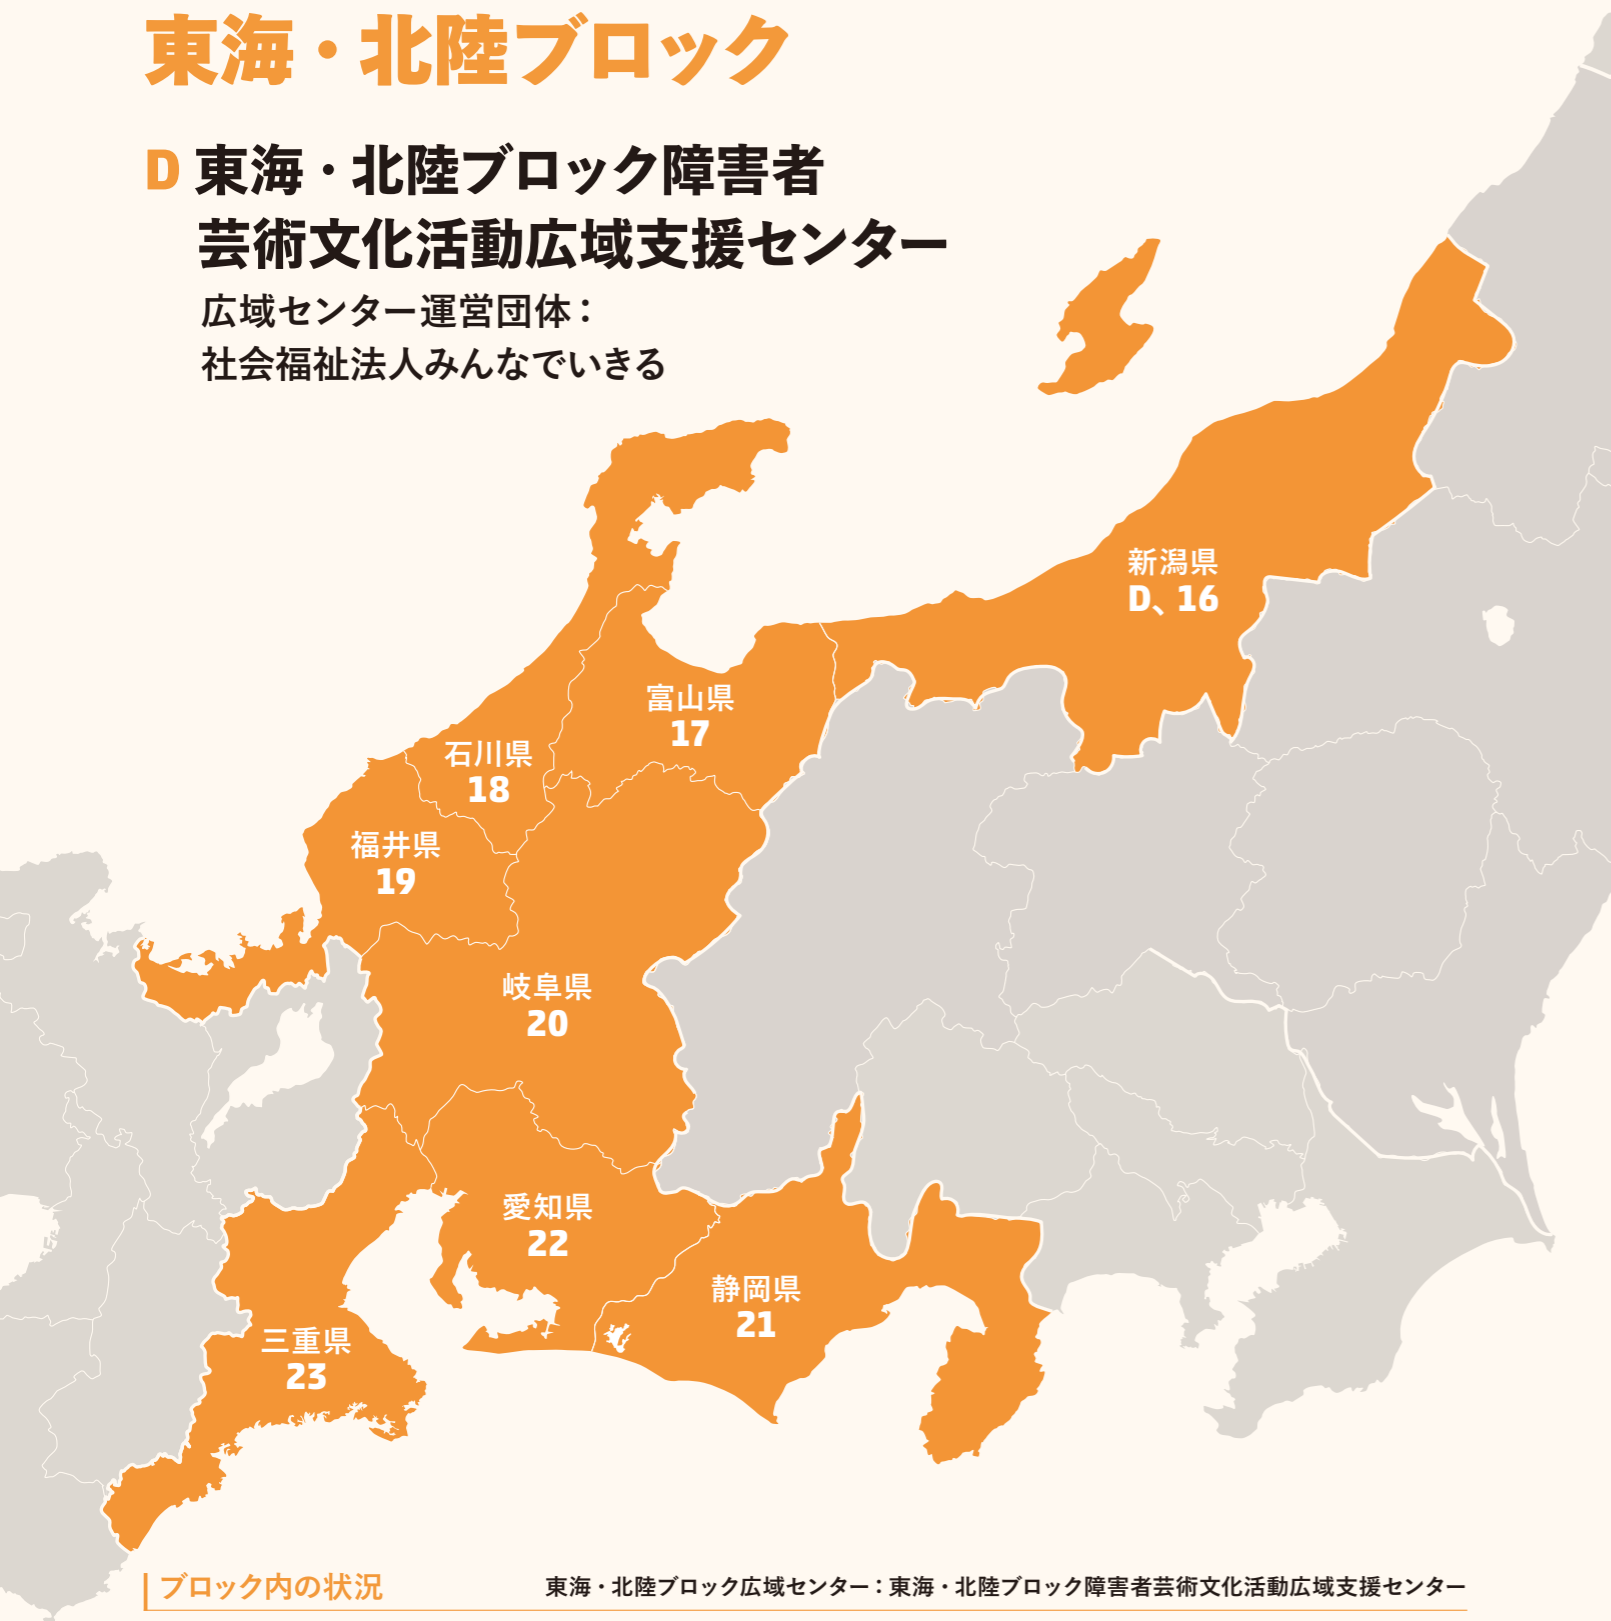 東海・北陸ブロック
D 東海・北陸ブロック障害者
芸術文化活動広域支援センター
広域センター運営団体：
社会福祉法人みんなでいきる
新潟県
D、16
富山県
17
石川県
18
福井県
19
岐阜県
20
愛知県
22
静岡県
21
三重県
23
ブロック内の状況
東海・北陸ブロック広域センター：東海・北陸ブロック障害者芸術文化活動広域支援センター